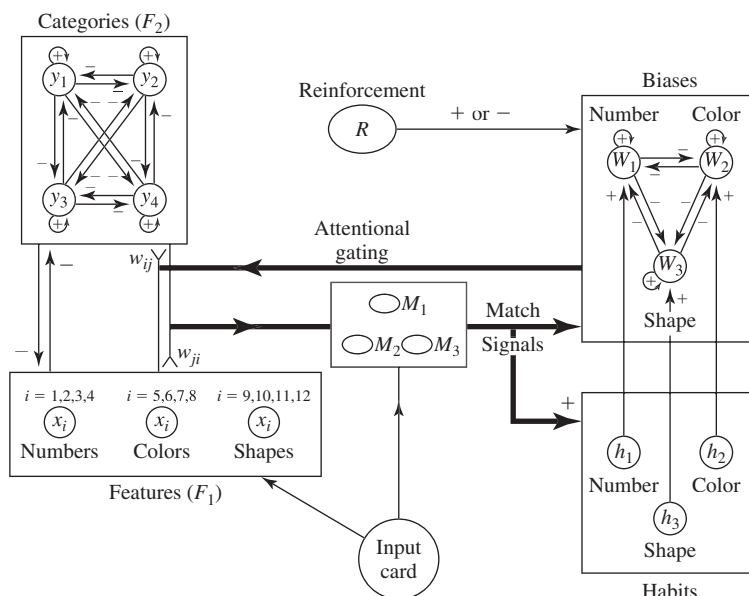 Categories (F2)
+
+
y1
y2
−
−
−
−
−
−
−
−
−
−
y3
y4
−
−
+
+
Reinforcement
R
+ or −
Biases
Number
Color
+
+
W1
W2
−
−
+
+
−
−
−
−
W3
+
+
Shape
Attentional
gating
wij
−
−
wji
M1
M2
M3
Match
Signals
+
i = 1,2,3,4
i = 5,6,7,8
i = 9,10,11,12
xi
xi
xi
Numbers
Colors
Shapes
Features (F1)
Input
card
h1
h2
Number
Color
h3
Shape
Habits